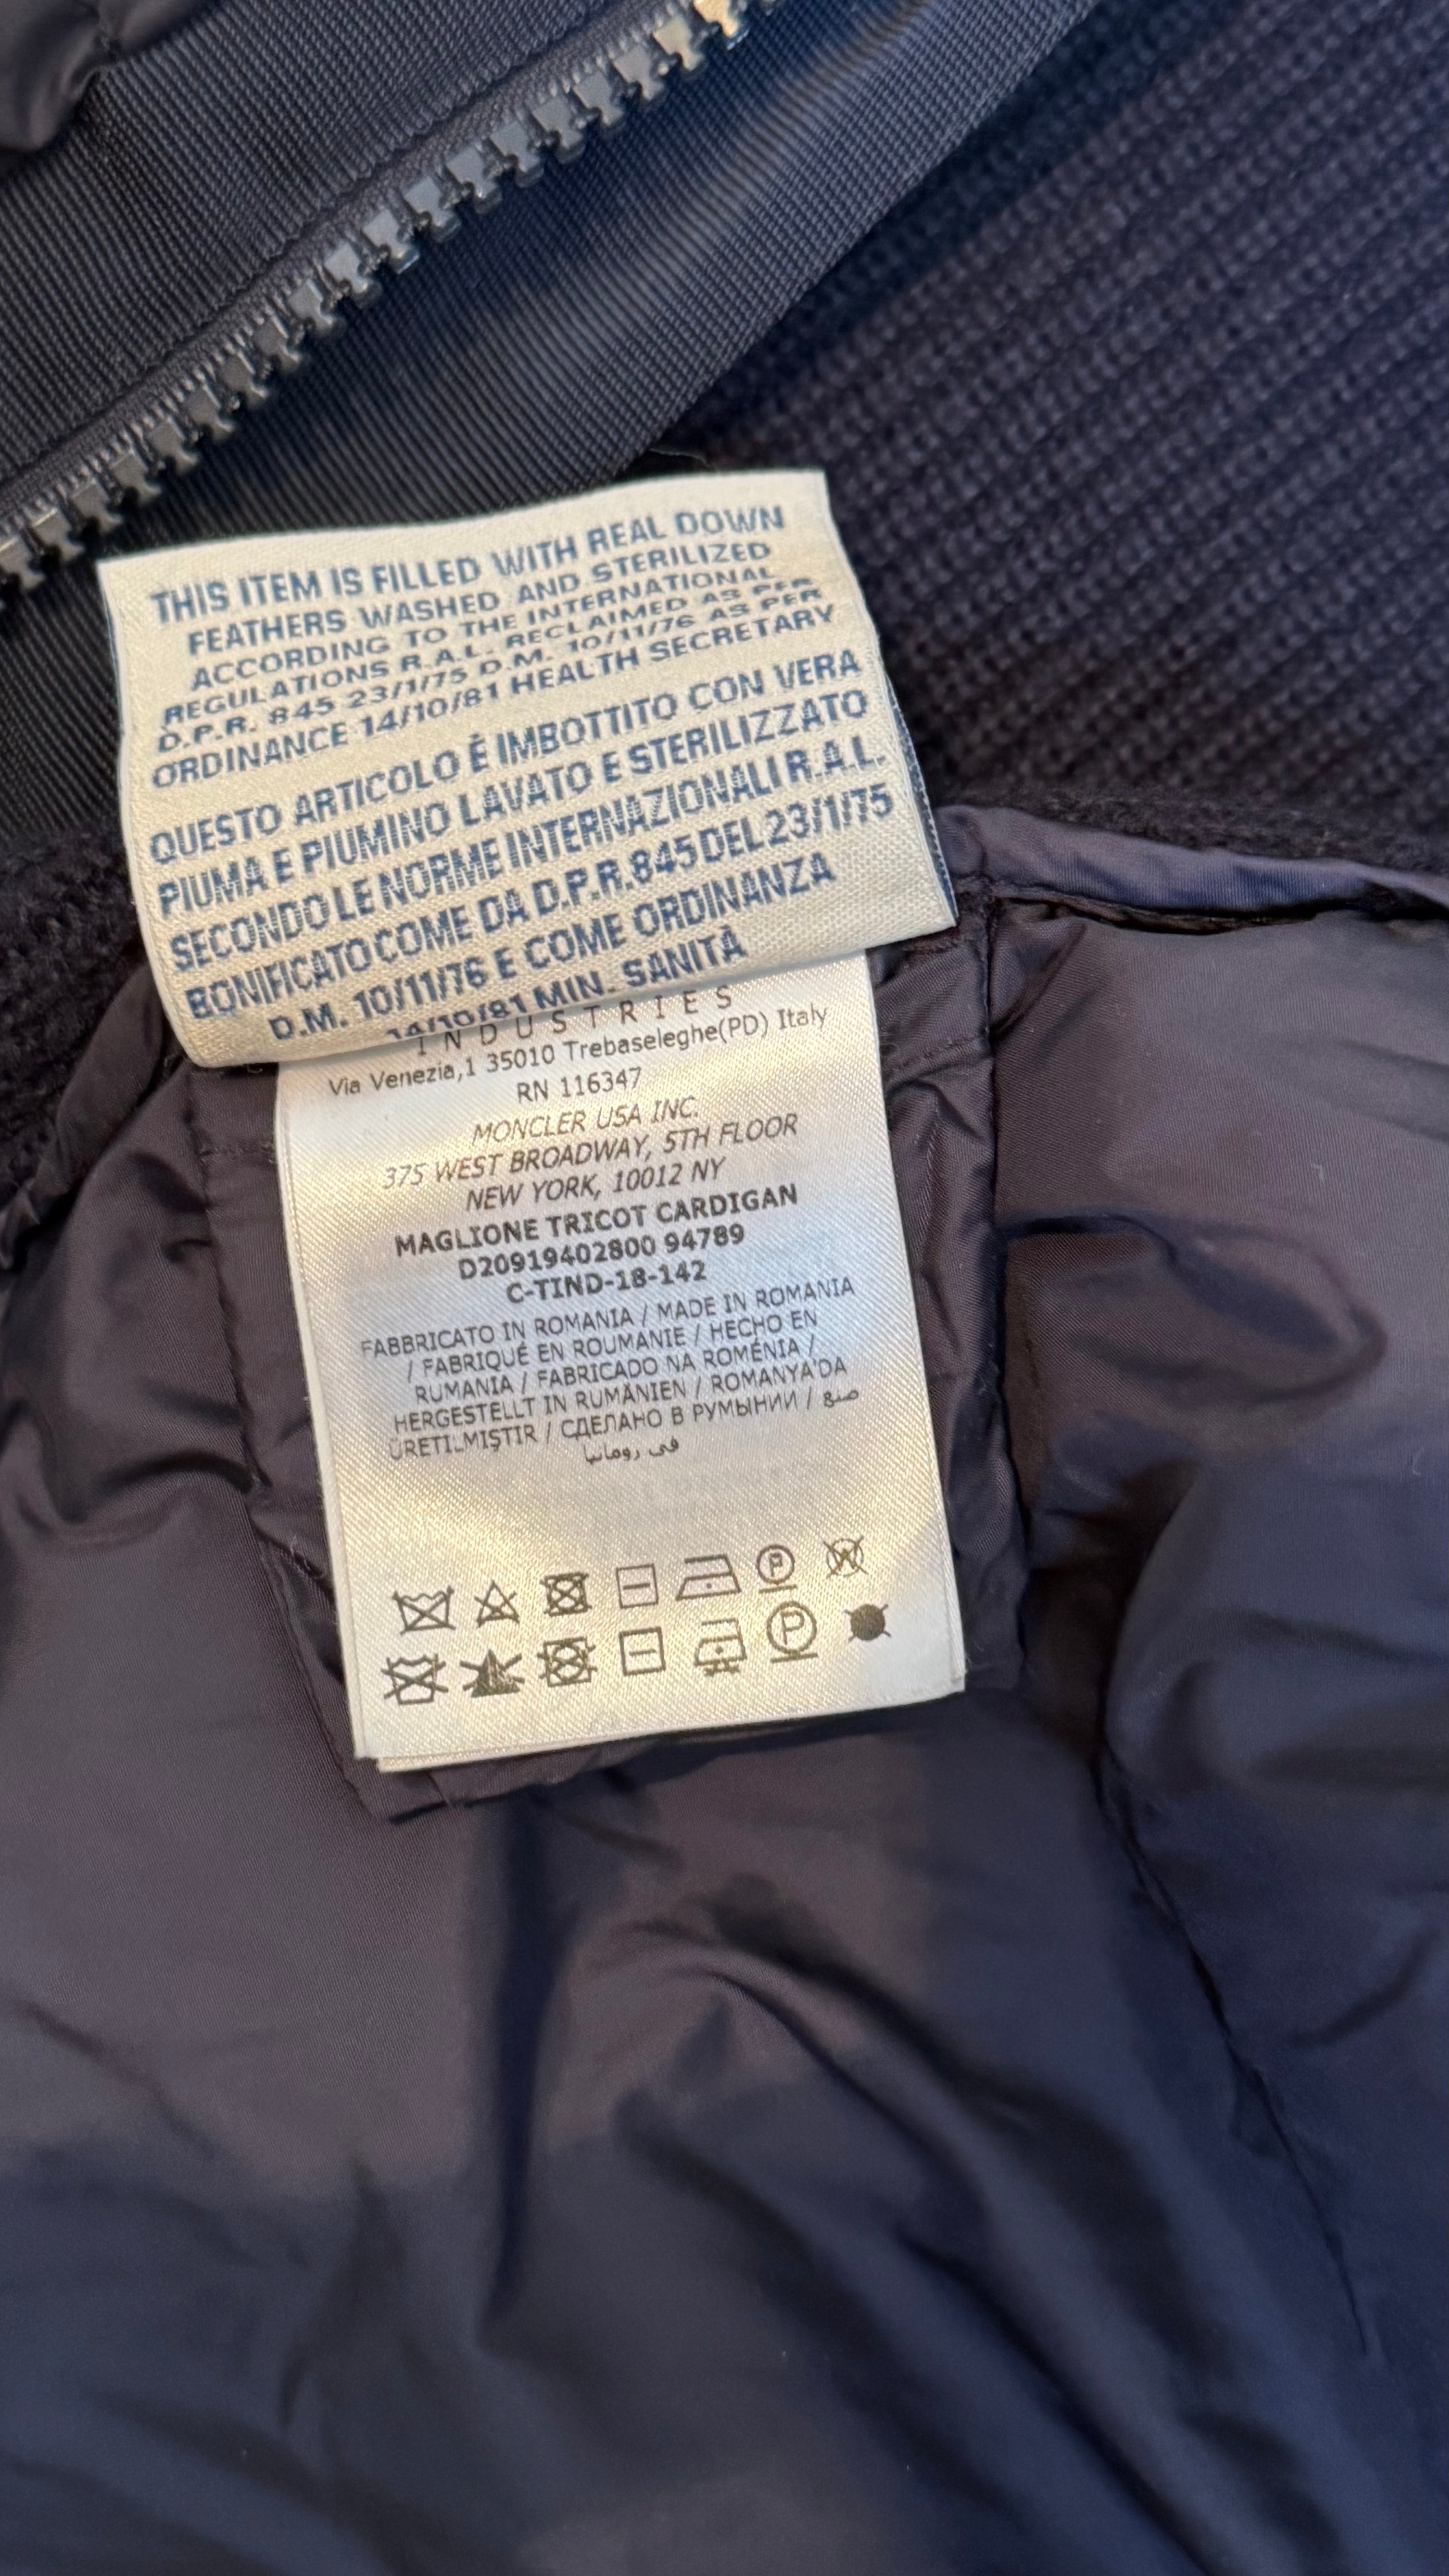 THIS ITEM IS FILLED WITH REAL DOWN
FEATHERS WASHED AND STERILIZED
ACCORDING TO THE INTERNATIONAL
REGULATIONS R.A.L. RECLAIMED AS PER
D.P.R. 845 23/1/75 D.M. 10/11/76 AS PER
ORDINANCE 14/10/81 HEALTH SECRETARY
QUESTO ARTICOLO È IMBOTTITO CON VERA
PIUMA E PIUMINO LAVATO E STERILIZZATO
SECONDO LE NORME INTERNAZIONALI R.A.L.
BONIFICATO COME DA D.P.R. 845 DEL 23/1/75
D.M. 10/11/76 E COME ORDINANZA
14/10/81 MIN. SANITÀ
INDUSTRIES
Via Venezia,1 35010 Trebaseleghe(PD) Italy
RN 116347
MONCLER USA INC.
375 WEST BROADWAY, 5TH FLOOR
NEW YORK, 10012 NY
MAGLIONE TRICOT CARDIGAN
D20919402800 94789
C-TIND-18-142
FABBRICATO IN ROMANIA / MADE IN ROMANIA
/ FABRIQUÉ EN ROUMANIE / HECHO EN
RUMANIA / FABRICADO NA ROMÉNIA /
HERGESTELLT IN RUMÄNIEN / ROMANYA'DA
ÜRETILMIŞTIR / СДЕЛАНО В РУМЫНИИ / صنع
في رومانيا
P W
P